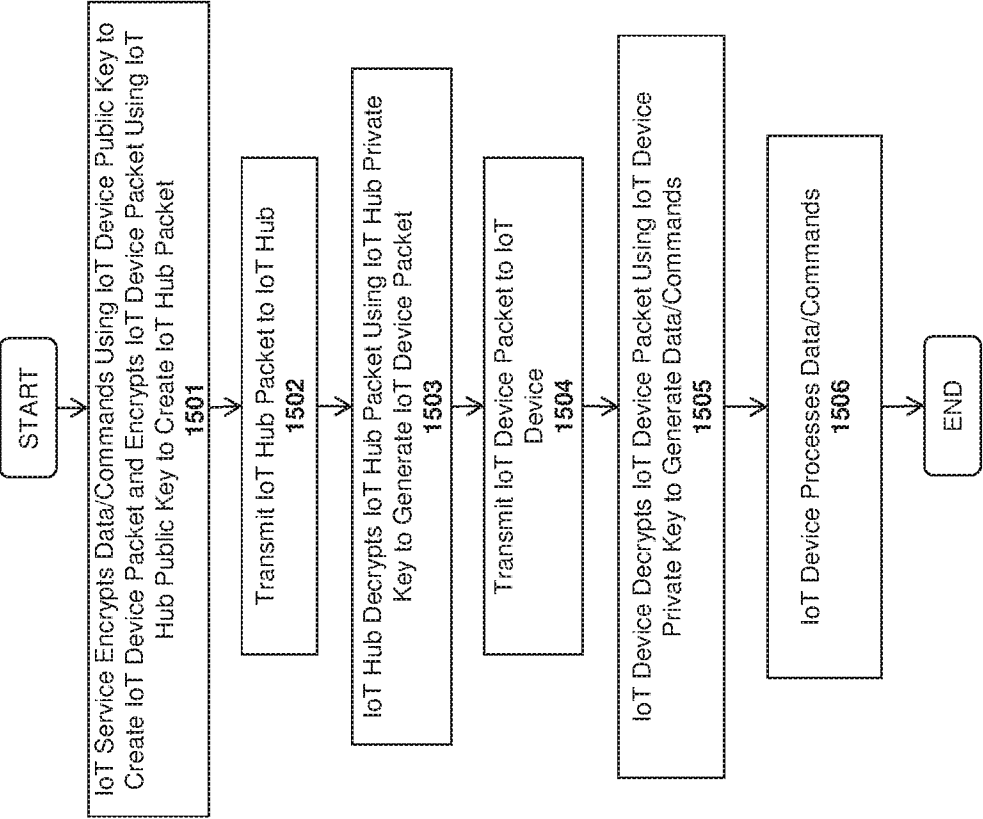 START
IoT Service Encrypts Data/Commands Using IoT Device Public Key to
Create IoT Device Packet and Encrypts IoT Device Packet Using IoT
Hub Public Key to Create IoT Hub Packet
1501
Transmit IoT Hub Packet to IoT Hub
1502
IoT Hub Decrypts IoT Hub Packet Using IoT Hub Private
Key to Generate IoT Device Packet
1503
Transmit IoT Device Packet to IoT
Device
1504
IoT Device Decrypts IoT Device Packet Using IoT Device
Private Key to Generate Data/Commands
1505
IoT Device Processes Data/Commands
1506
END